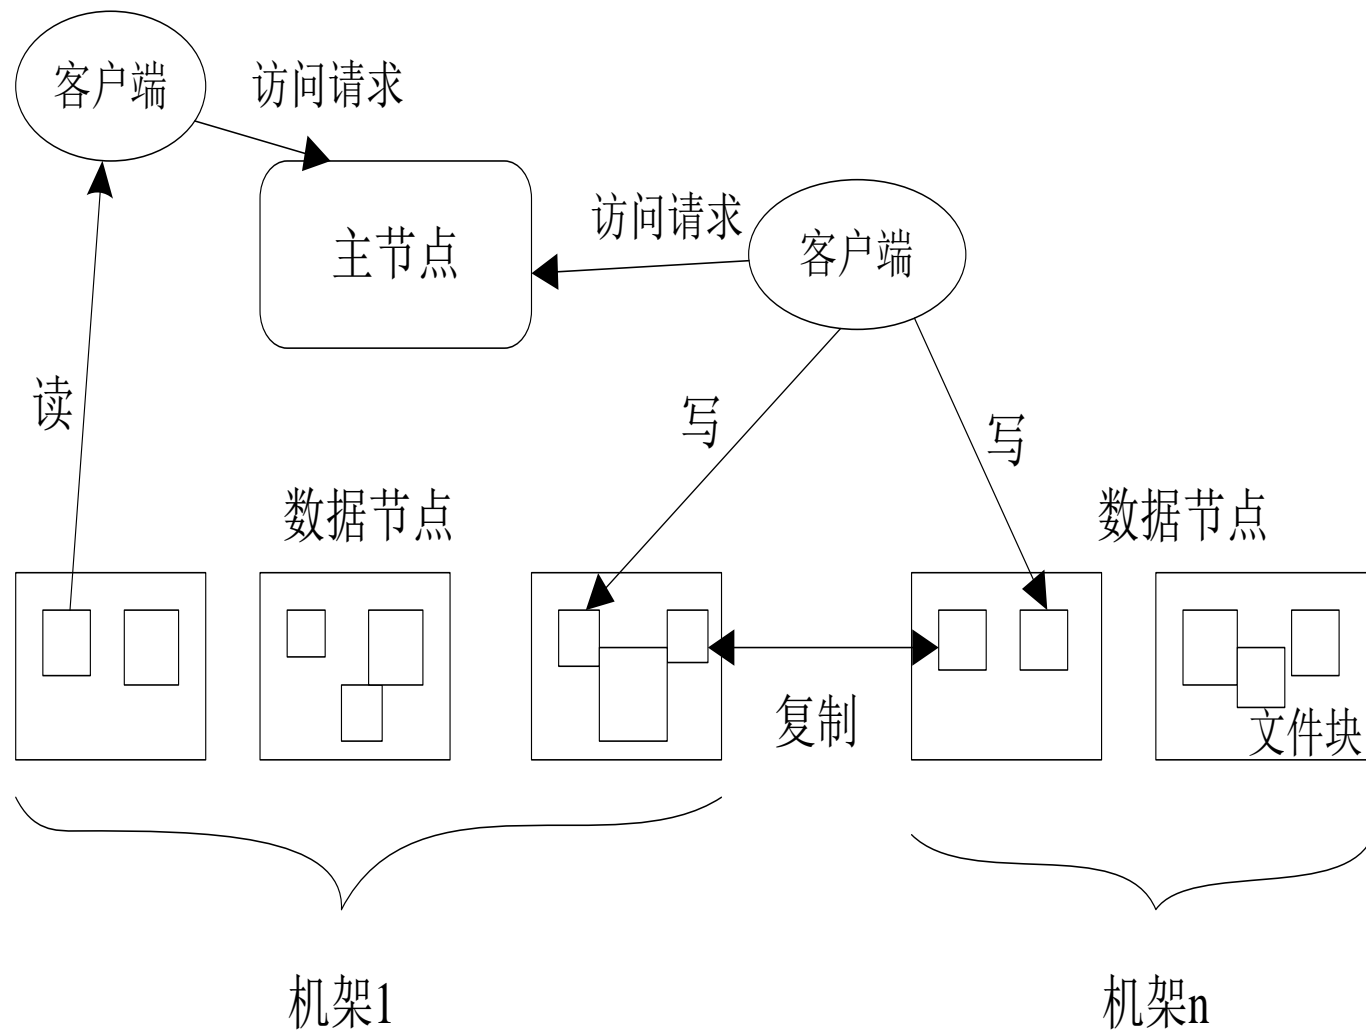 客户端
访问请求
主节点
访问请求
客户端
读
写
写
数据节点
数据节点
复制
文件块
机架1
机架n